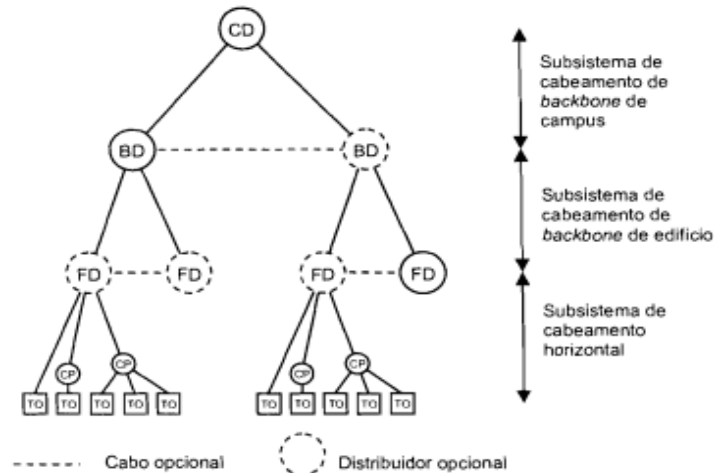 CD
Subsistema de
cabeamento de
backbone de
campus
BD
BD
Subsistema de
cabeamento de
backbone de edificio
FD
FD
FD
FD
Subsistema de
cabeamento
horizontal
CP
CP
CP
CP
TO
TO
TO
TO
TO
TO
TO
TO
TO
TO
Cabo opcional
Distribuidor opcional